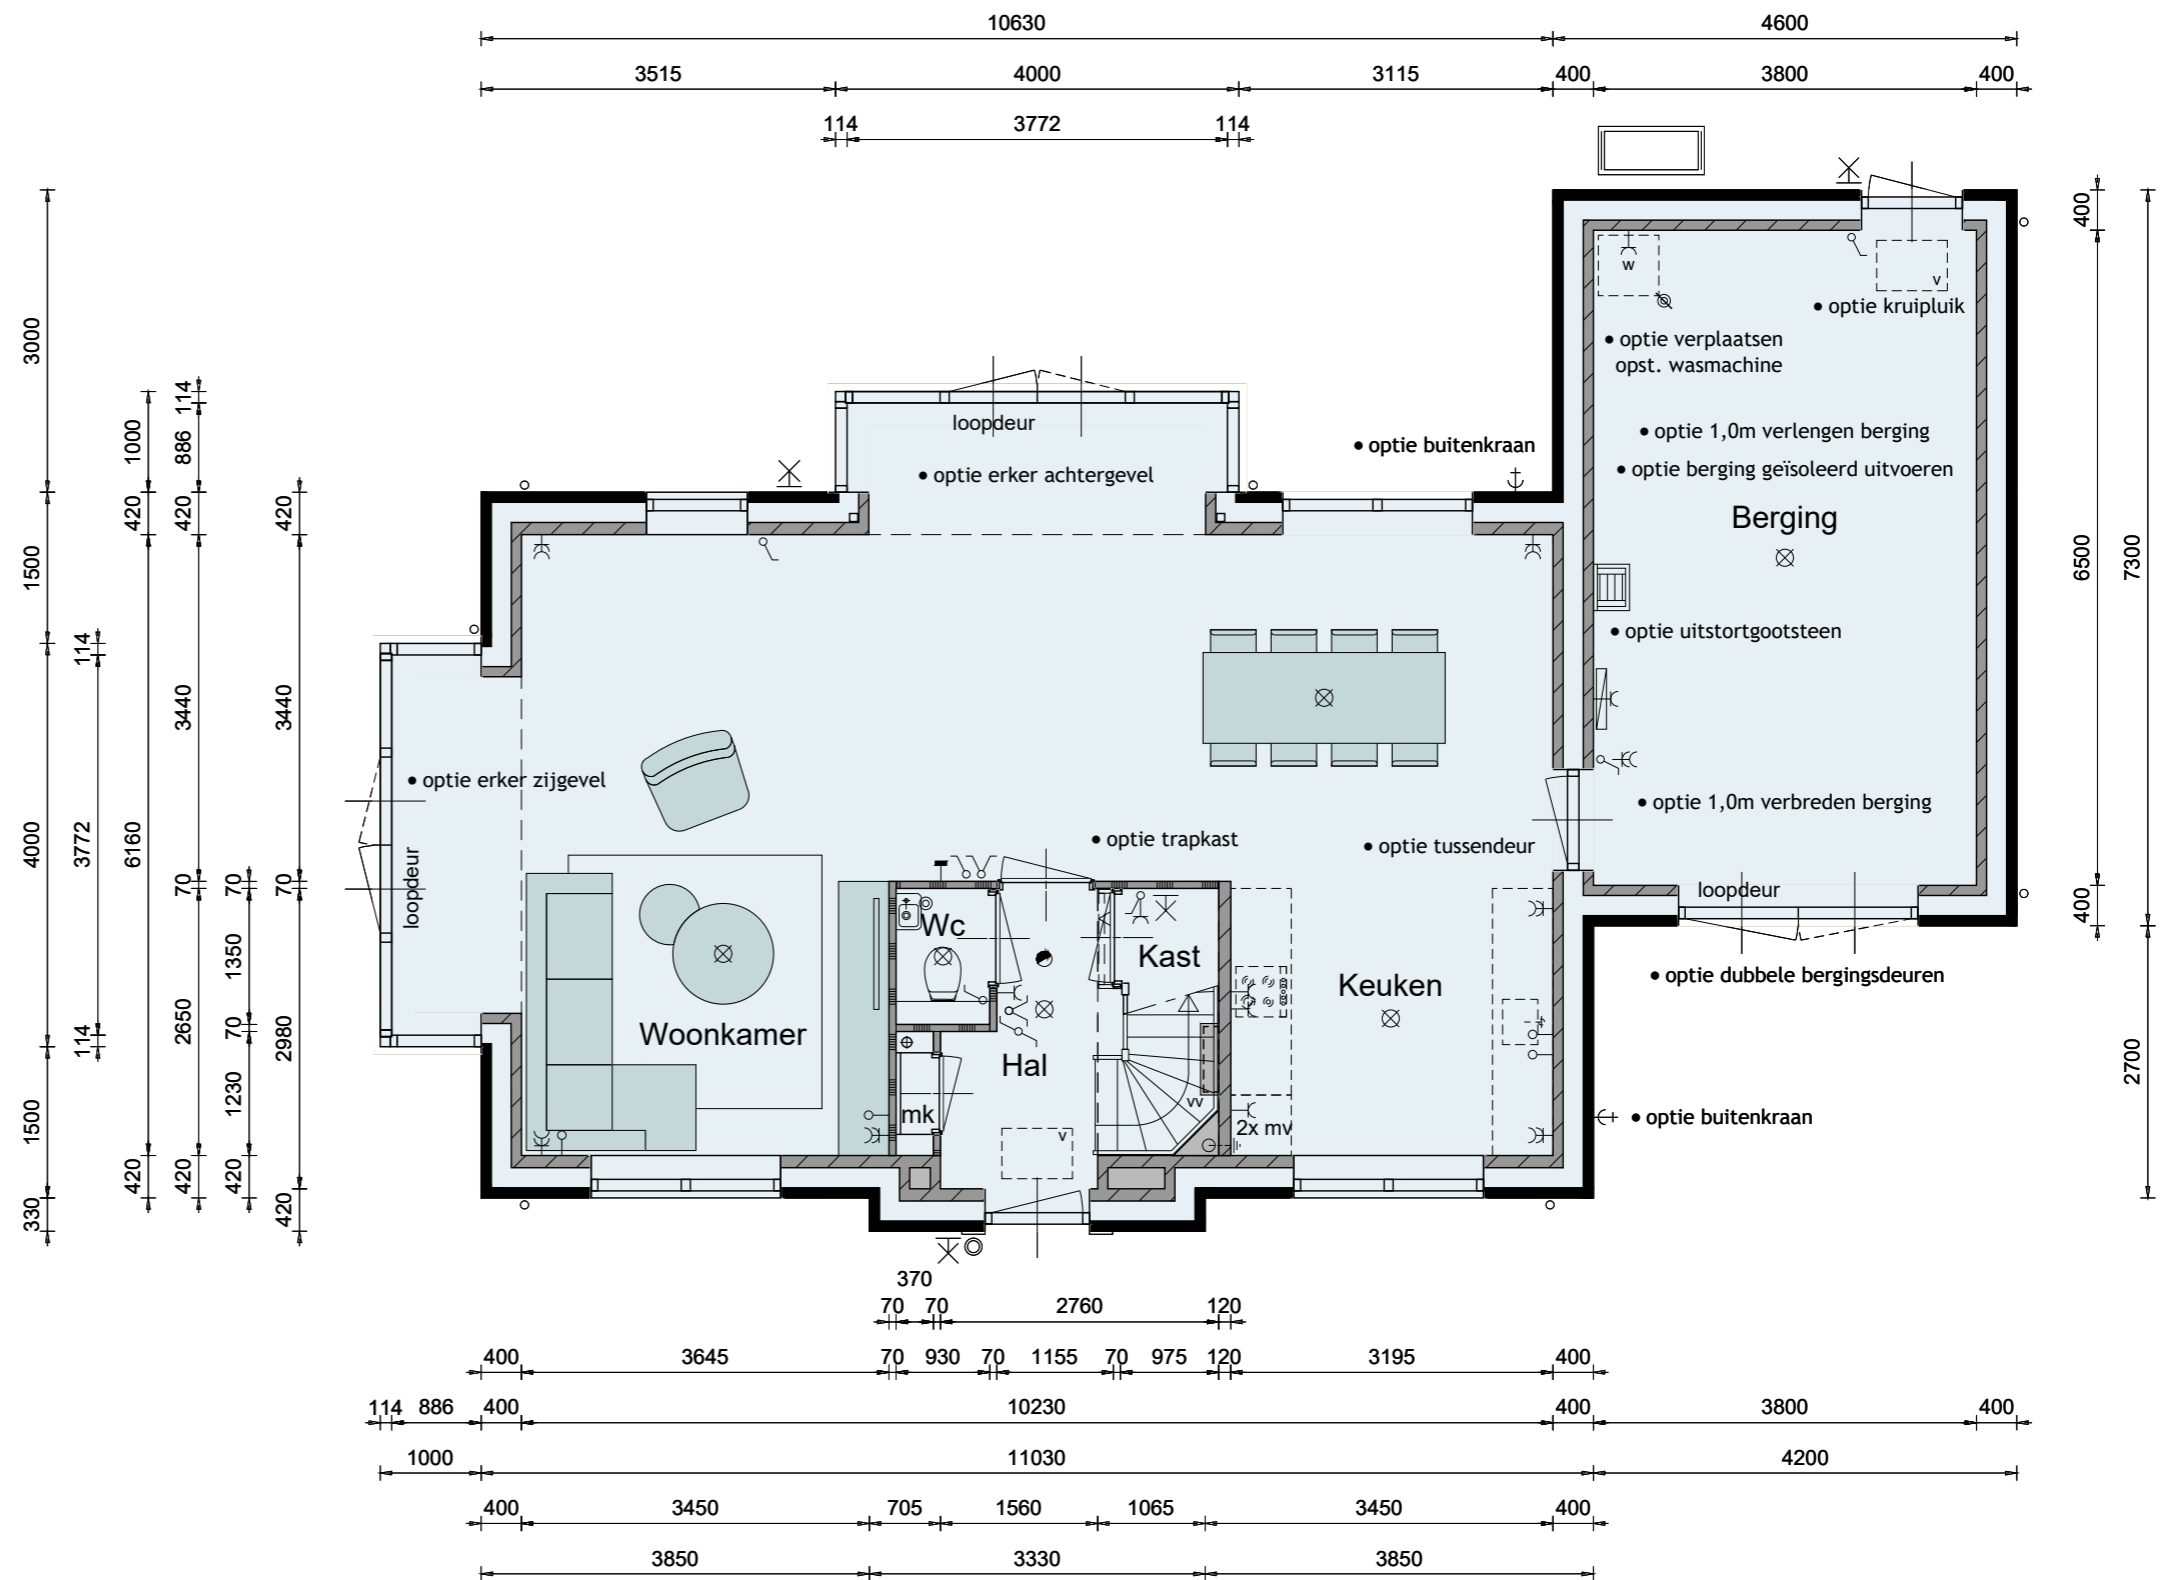 10630 4600
3515 4000 3115 400 3800 400
114 3772 114
3000 1500 4000 1500 330
114 3772 114
1000 420 6160 420
114 886 420 3440 70 2650 420
70 1350 70 1230 420
420 3440 70 2980 420
400 6500 400
7300 2700
w
v
• optie kruipluik
• optie verplaatsen
opst. wasmachine
loopdeur
• optie buitenkraan
• optie 1,0m verlengen berging
• optie erker achtergevel
• optie berging geïsoleerd uitvoeren
Berging
• optie uitstortgootsteen
• optie erker zijgevel
• optie 1,0m verbreden berging
• optie trapkast
• optie tussendeur
loopdeur
loopdeur
Wc
Kast
• optie dubbele bergingsdeuren
Keuken
Woonkamer
Hal
mk
vv
v
2x mv
• optie buitenkraan
370
70 70 2760 120
400 3645 70 930 70 1155 70 975 120 3195 400
114 886 400 10230 400 3800 400
1000 11030 4200
400 3450 705 1560 1065 3450 400
3850 3330 3850